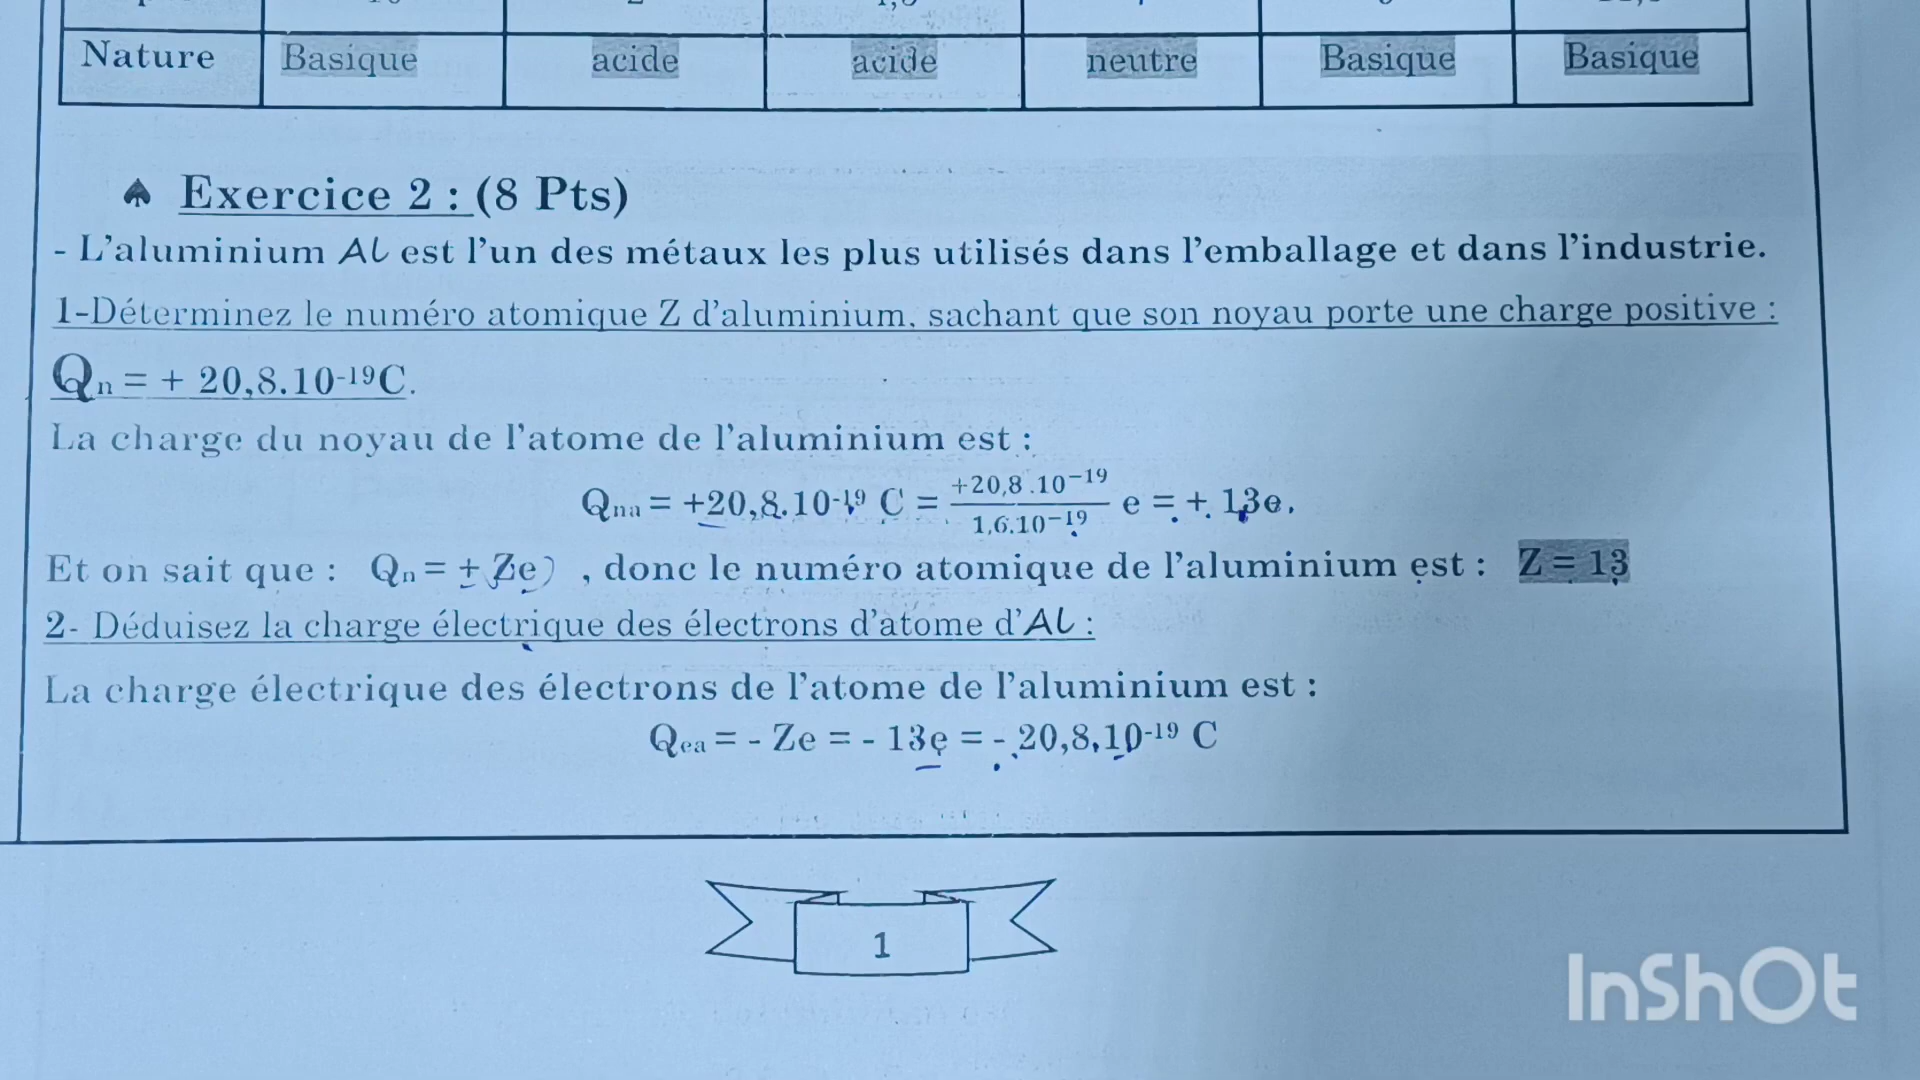 Nature Basique acide acide neutre Basique Basique
Exercice 2 : (8 Pts)
- L'aluminium Al est l'un des métaux les plus utilisés dans l'emballage et dans l'industrie.
1-Déterminez le numéro atomique Z d'aluminium, sachant que son noyau porte une charge positive :
Qn = + 20,8.10⁻¹⁹C.
La charge du noyau de l'atome de l'aluminium est :
Qna = +20,8.10⁻¹⁹ C = +20,8 .10⁻¹⁹ / 1,6.10⁻¹⁹ e = + 13e.
Et on sait que : Qn = + Ze , donc le numéro atomique de l'aluminium est : Z = 13
2- Déduisez la charge électrique des électrons d'atome d'Al :
La charge électrique des électrons de l'atome de l'aluminium est :
Qea = - Ze = - 13e = - 20,8.10⁻¹⁹ C
1
InShOt